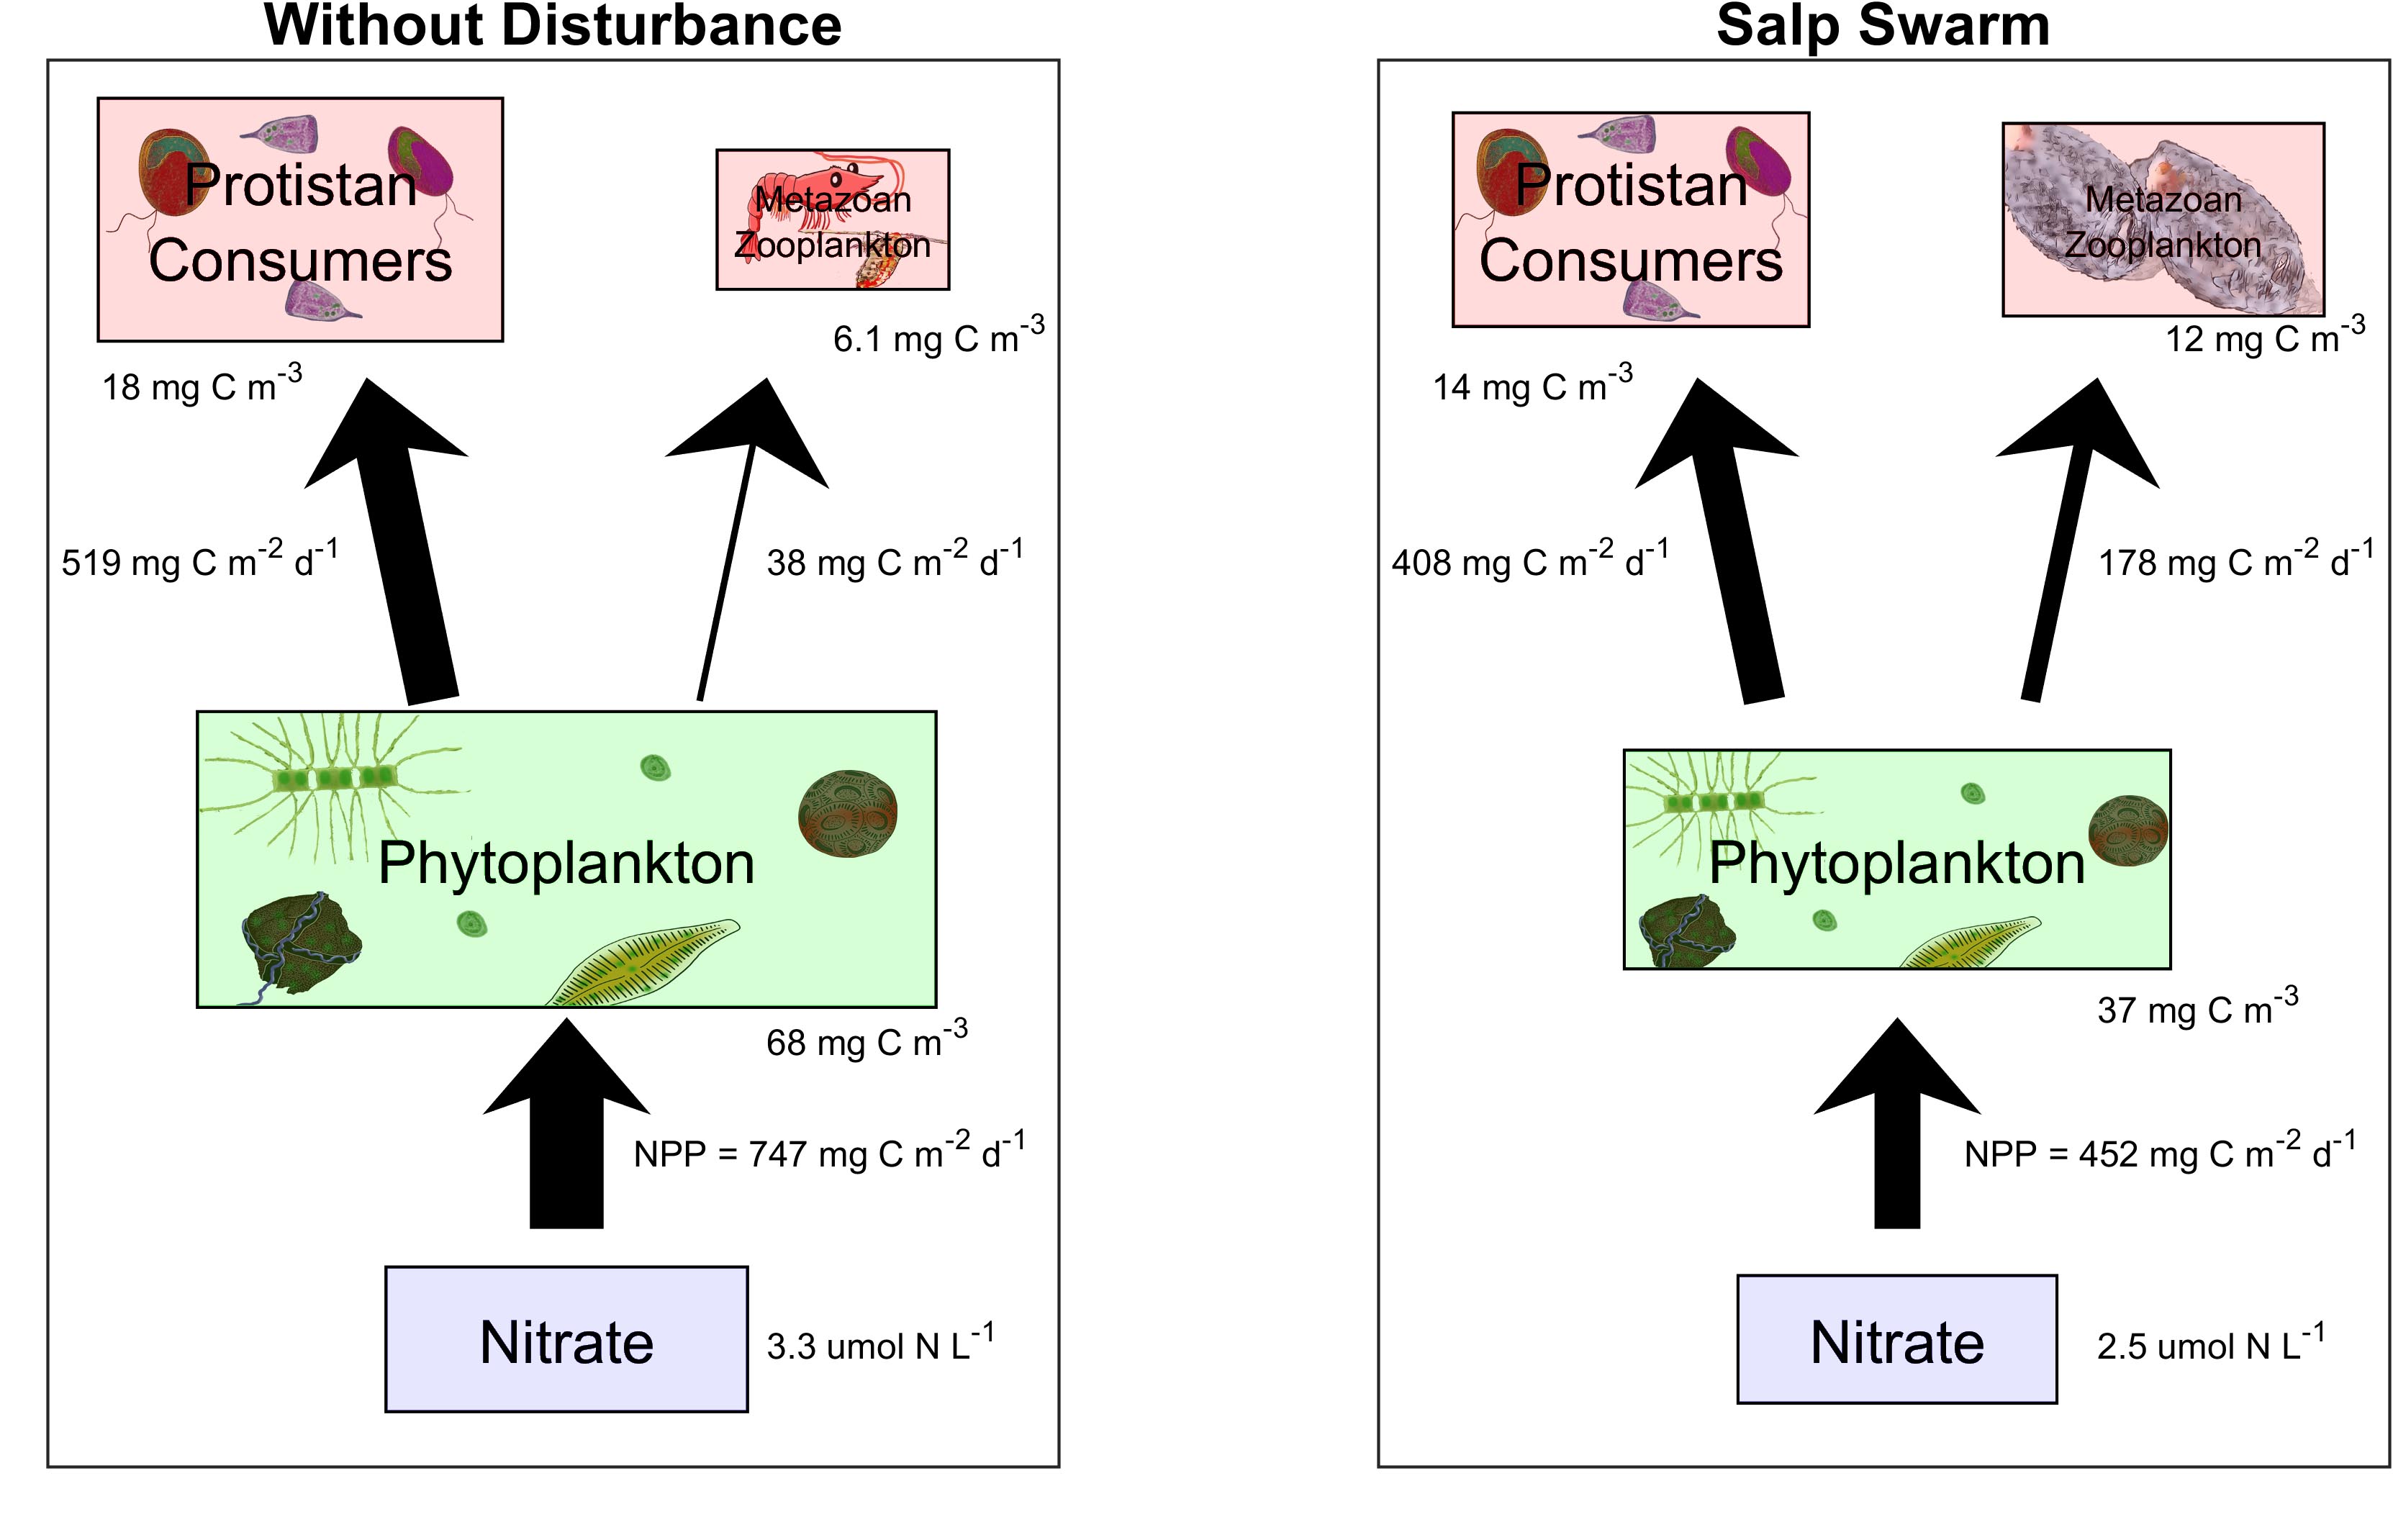 Without Disturbance
Protistan
Consumers
Metazoan
Zooplankton
6.1 mg C m-3
18 mg C m-3
519 mg C m-2 d-1
38 mg C m-2 d-1
Phytoplankton
68 mg C m-3
NPP = 747 mg C m-2 d-1
Nitrate
3.3 umol N L-1
Salp Swarm
Protistan
Consumers
Metazoan
Zooplankton
12 mg C m-3
14 mg C m-3
408 mg C m-2 d-1
178 mg C m-2 d-1
Phytoplankton
37 mg C m-3
NPP = 452 mg C m-2 d-1
Nitrate
2.5 umol N L-1